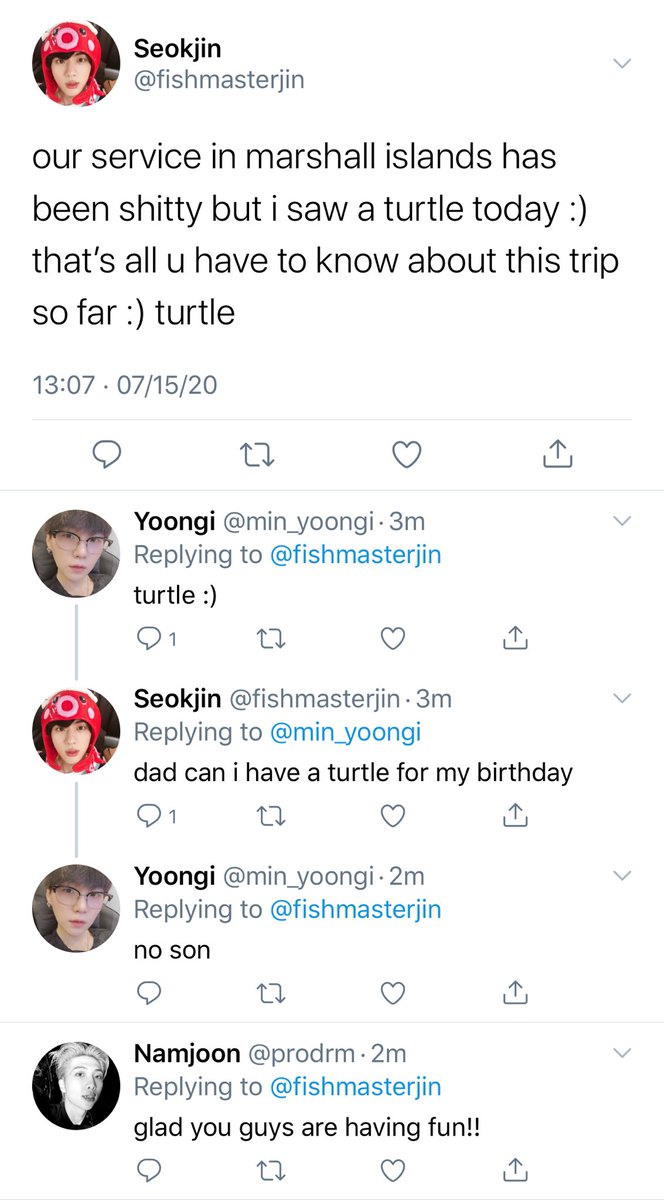 Seokjin
@fishmasterjin
our service in marshall islands has
been shitty but i saw a turtle today :)
that’s all u have to know about this trip
so far :) turtle
13:07 · 07/15/20
Yoongi @min_yoongi · 3m
Replying to @fishmasterjin
turtle :)
1
Seokjin @fishmasterjin · 3m
Replying to @min_yoongi
dad can i have a turtle for my birthday
1
Yoongi @min_yoongi · 2m
Replying to @fishmasterjin
no son
Namjoon @prodrm · 2m
Replying to @fishmasterjin
glad you guys are having fun!!